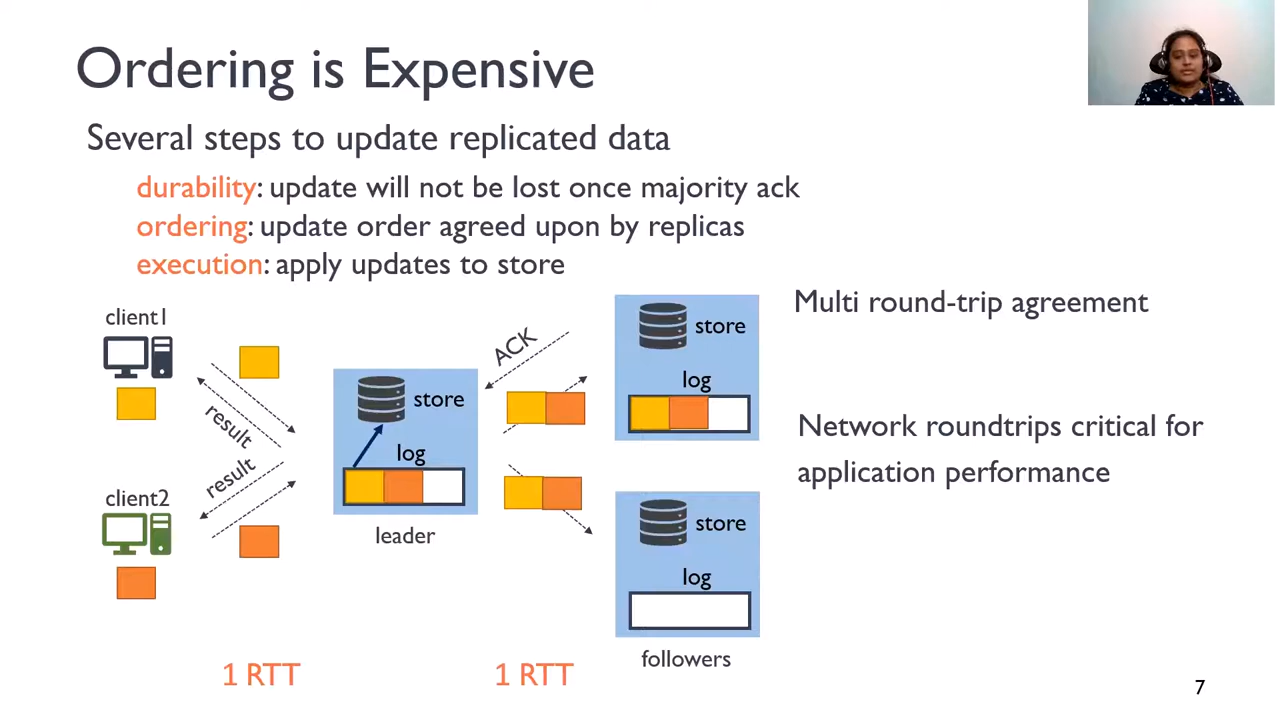 Ordering is Expensive
Several steps to update replicated data
durability: update will not be lost once majority ack
ordering: update order agreed upon by replicas
execution: apply updates to store
client1
result
result
client2
store
log
leader
ACK
store
log
store
log
followers
Multi round-trip agreement
Network roundtrips critical for
application performance
1 RTT
1 RTT
7